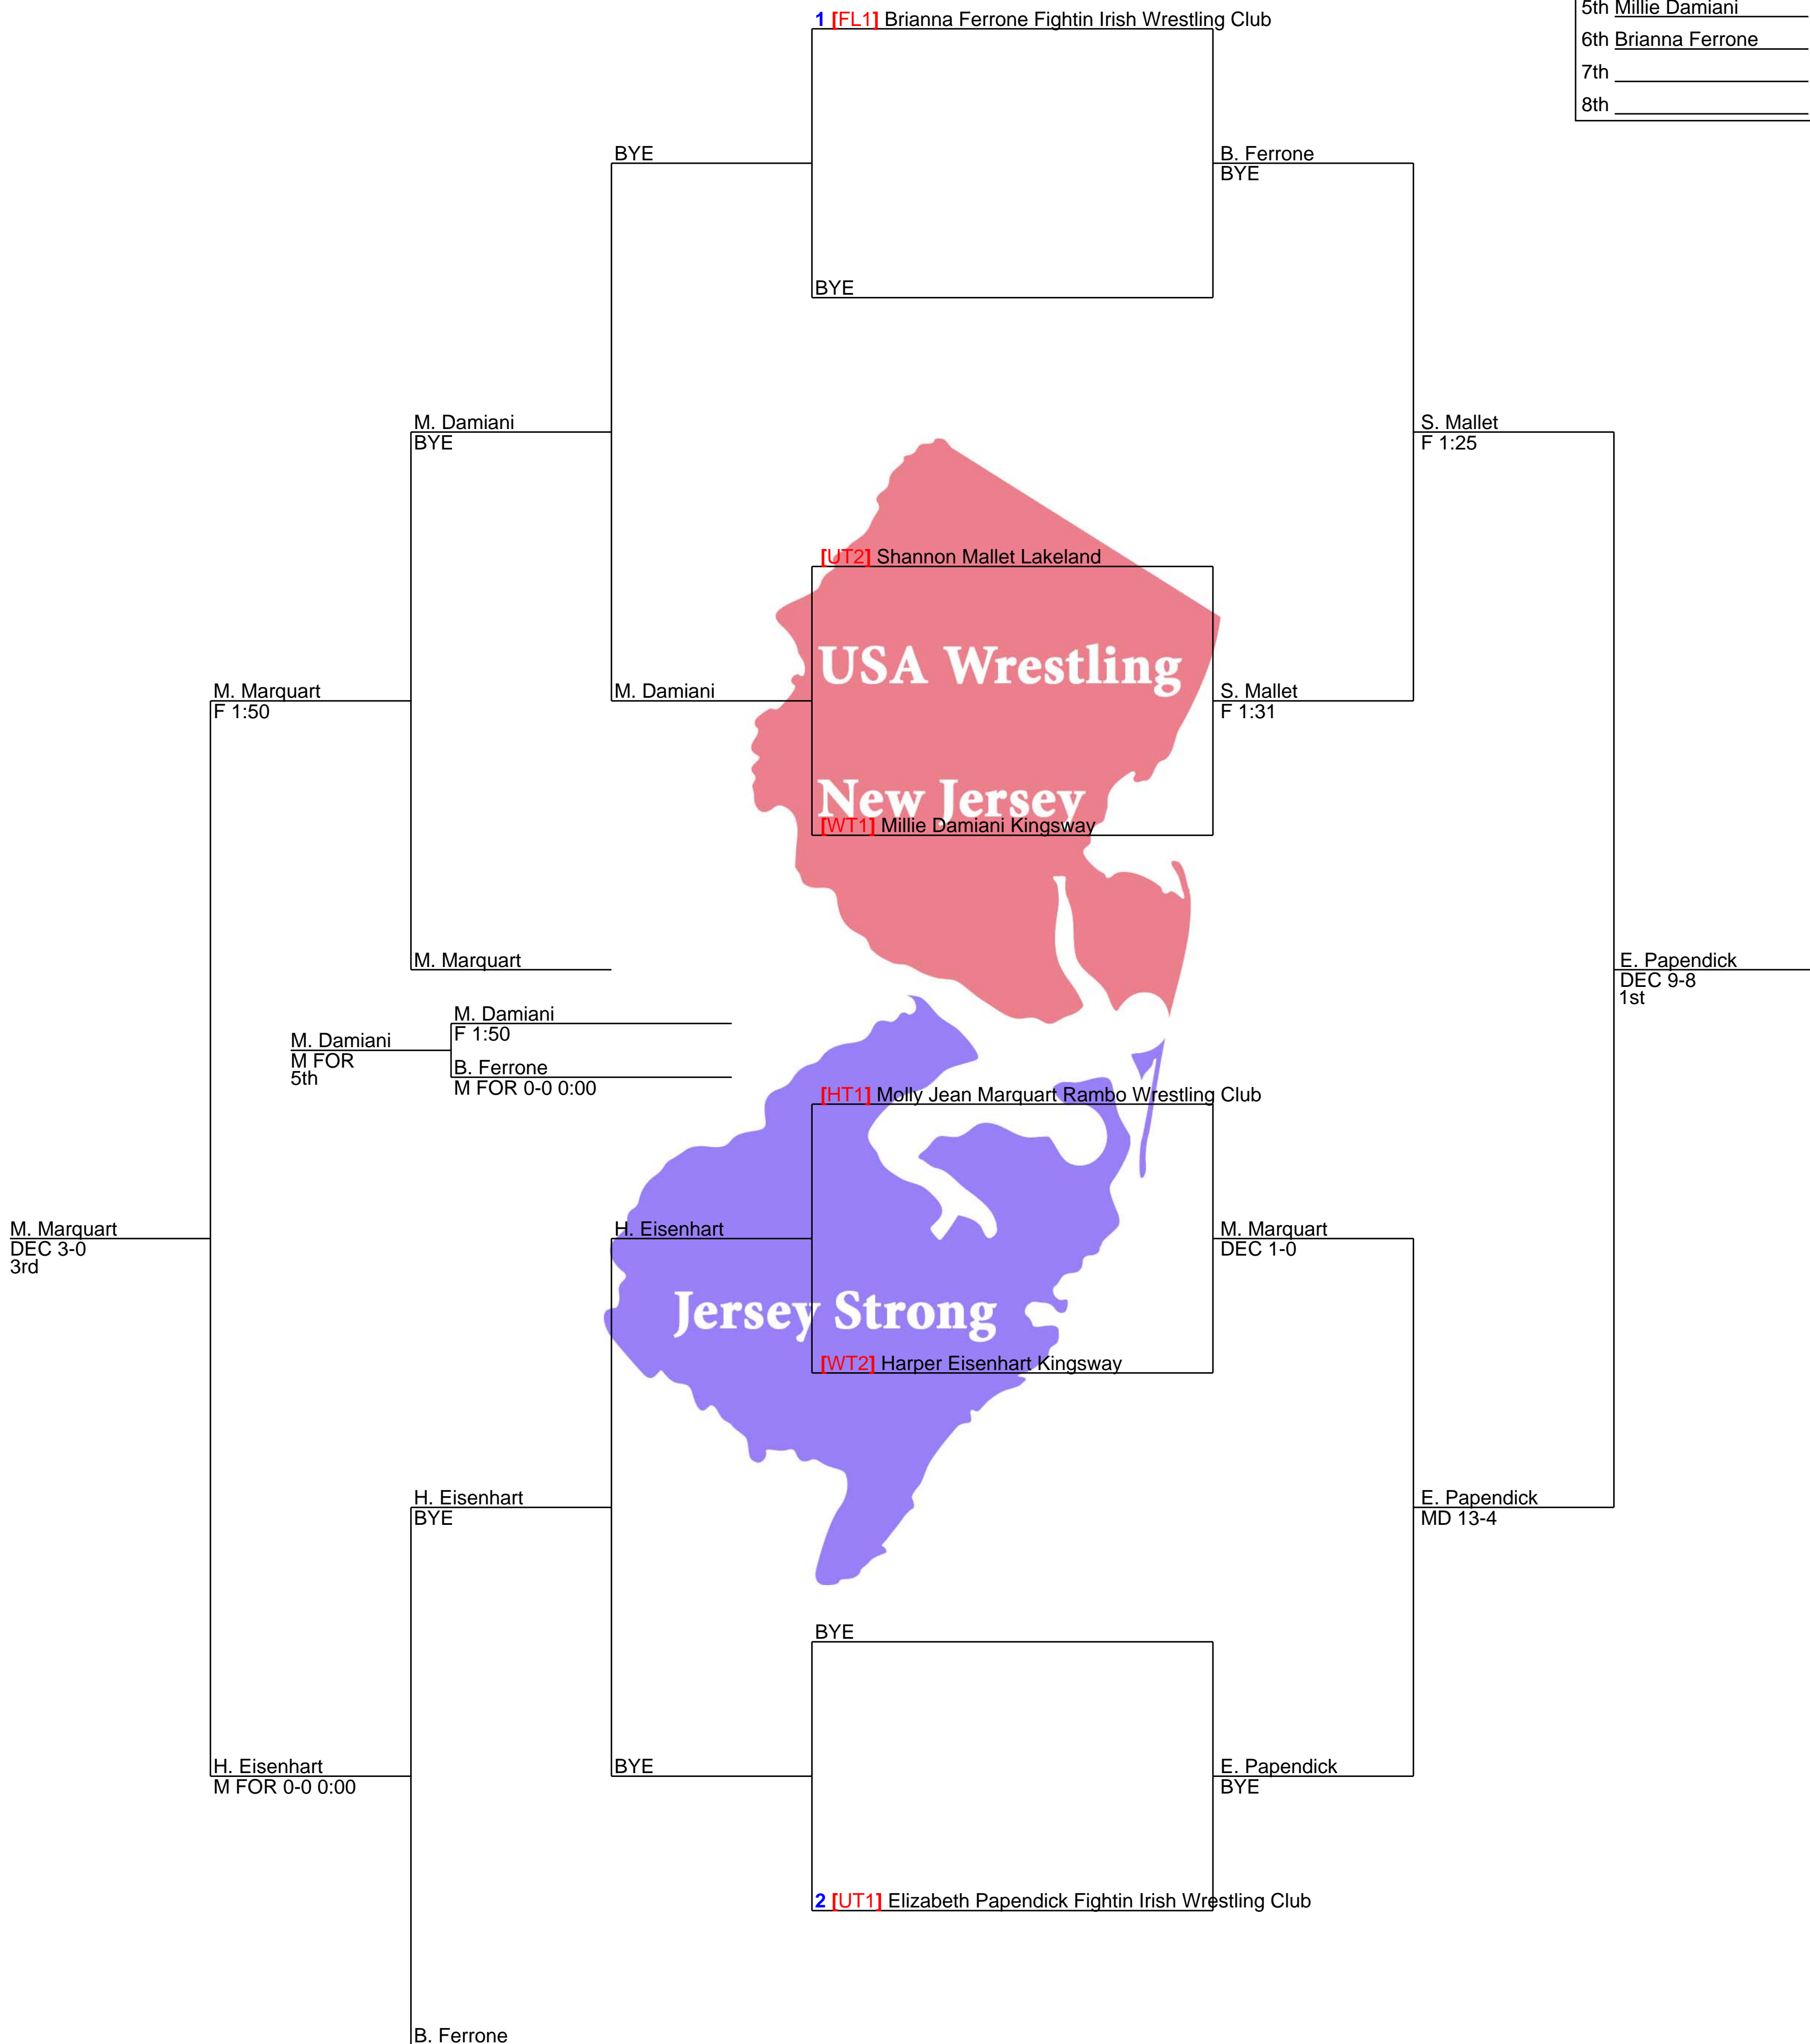 5th Millie Damiani
1 [FL1] Brianna Ferrone Fightin Irish Wrestling Club
6th Brianna Ferrone
7th
8th
BYE
B. Ferrone
BYE
BYE
M. Damiani
BYE
S. Mallet
F 1:25
[UT2] Shannon Mallet Lakeland
USA Wrestling
M. Marquart
F 1:50
M. Damiani
S. Mallet
F 1:31
New Jersey
[WT1] Millie Damiani Kingsway
M. Marquart
E. Papendick
DEC 9-8
1st
M. Damiani
F 1:50
M. Damiani
M FOR
5th
B. Ferrone
M FOR 0-0 0:00
[HT1] Molly Jean Marquart Rambo Wrestling Club
M. Marquart
DEC 3-0
3rd
H. Eisenhart
M. Marquart
DEC 1-0
Jersey Strong
[WT2] Harper Eisenhart Kingsway
H. Eisenhart
BYE
E. Papendick
MD 13-4
BYE
H. Eisenhart
M FOR 0-0 0:00
BYE
E. Papendick
BYE
2 [UT1] Elizabeth Papendick Fightin Irish Wrestling Club
B. Ferrone